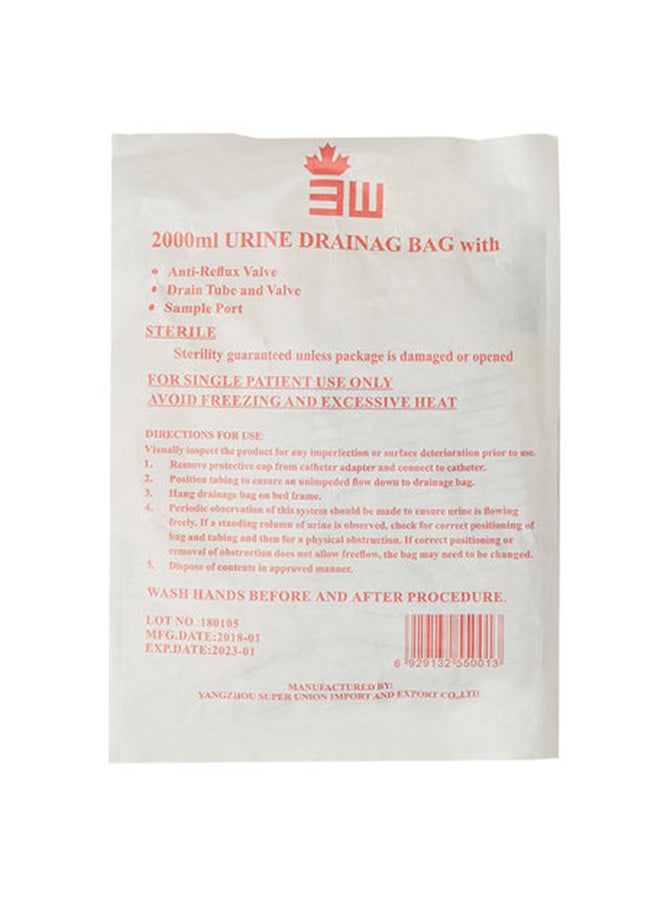 3W
2000ml URINE DRAINAG BAG with
• Anti-Reflux Valve
• Drain Tube and Valve
• Sample Port
STERILE
Sterility guaranteed unless package is damaged or opened
FOR SINGLE PATIENT USE ONLY
AVOID FREEZING AND EXCESSIVE HEAT
DIRECTIONS FOR USE:
Visually inspect the product for any imperfection or surface deterioration prior to use.
1. Remove protective cap from catheter adapter and connect to catheter.
2. Position tubing to ensure an unimpeded flow down to drainage bag.
3. Hang drainage bag on bed frame.
4. Periodic observation of this system should be made to ensure urine is flowing
freely. If a standing column of urine is observed, check for correct positioning of
bag and tubing and then for a physical obstruction. If correct positioning or
removal of obstruction does not allow freeflow, the bag may need to be changed.
5. Dispose of contents in approved manner.
WASH HANDS BEFORE AND AFTER PROCEDURE.
LOT NO. 180105
MFG.DATE:2018-01
EXP.DATE:2023-01
6 929132 550013
MANUFACTURED BY:
YANGZHOU SUPER UNION IMPORT AND EXPORT CO.,LTD